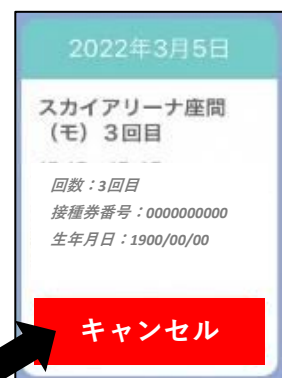 2022年3月5日
スカイアリーナ座間
（モ）３回目
回数：3回目
接種券番号：0000000000
生年月日：1900/00/00
キャンセル